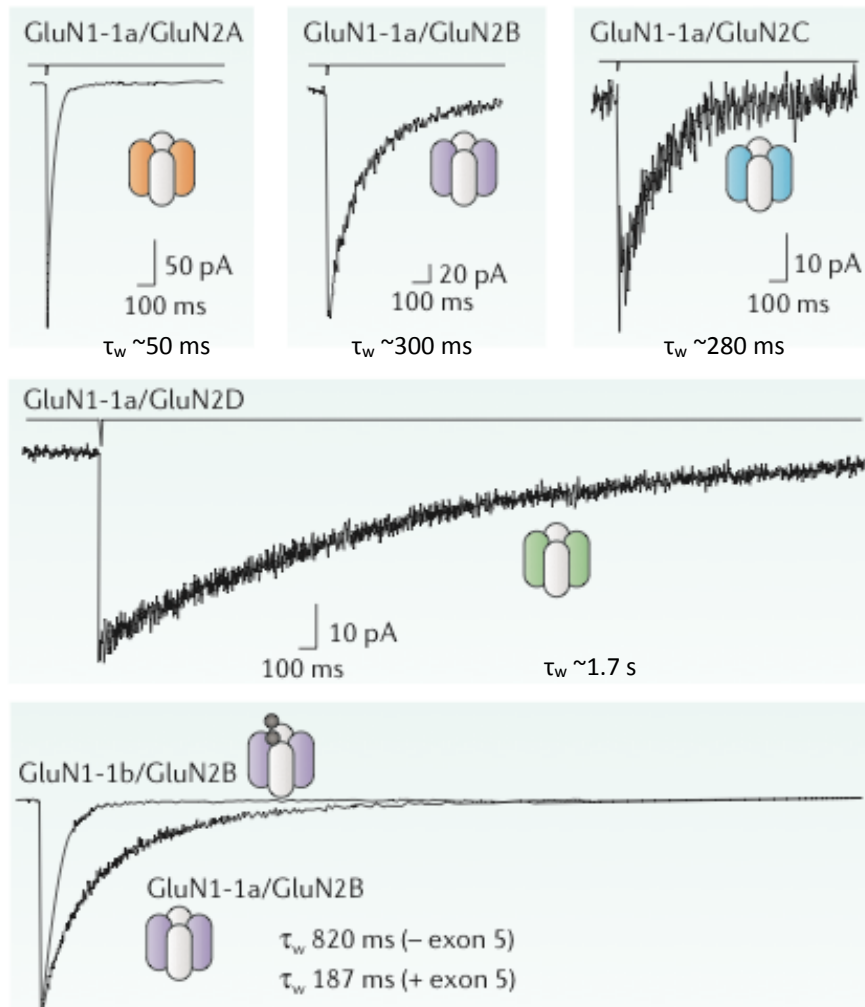 GluN1-1a/GluN2A
50 pA
100 ms
τw ~50 ms
GluN1-1a/GluN2B
20 pA
100 ms
τw ~300 ms
GluN1-1a/GluN2C
10 pA
100 ms
τw ~280 ms
GluN1-1a/GluN2D
10 pA
100 ms
τw ~1.7 s
GluN1-1b/GluN2B
GluN1-1a/GluN2B
τw 820 ms (– exon 5)
τw 187 ms (+ exon 5)